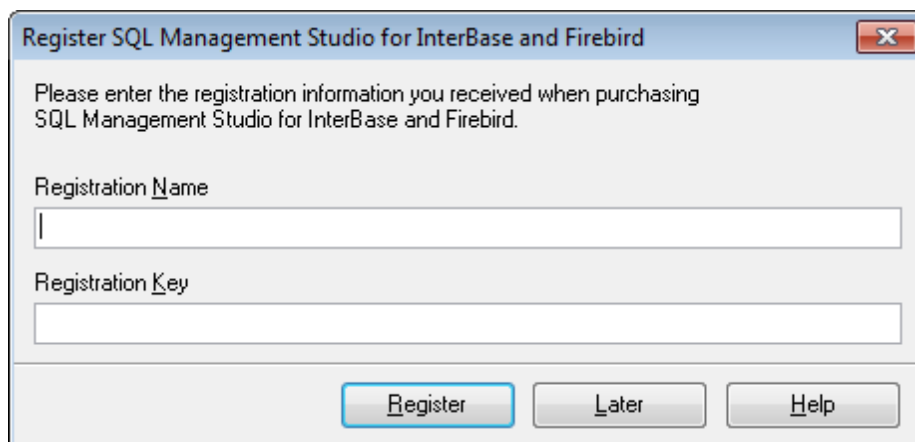 Register SQL Management Studio for InterBase and Firebird
Please enter the registration information you received when purchasing
SQL Management Studio for InterBase and Firebird.
Registration Name
Registration Key
Register Later Help